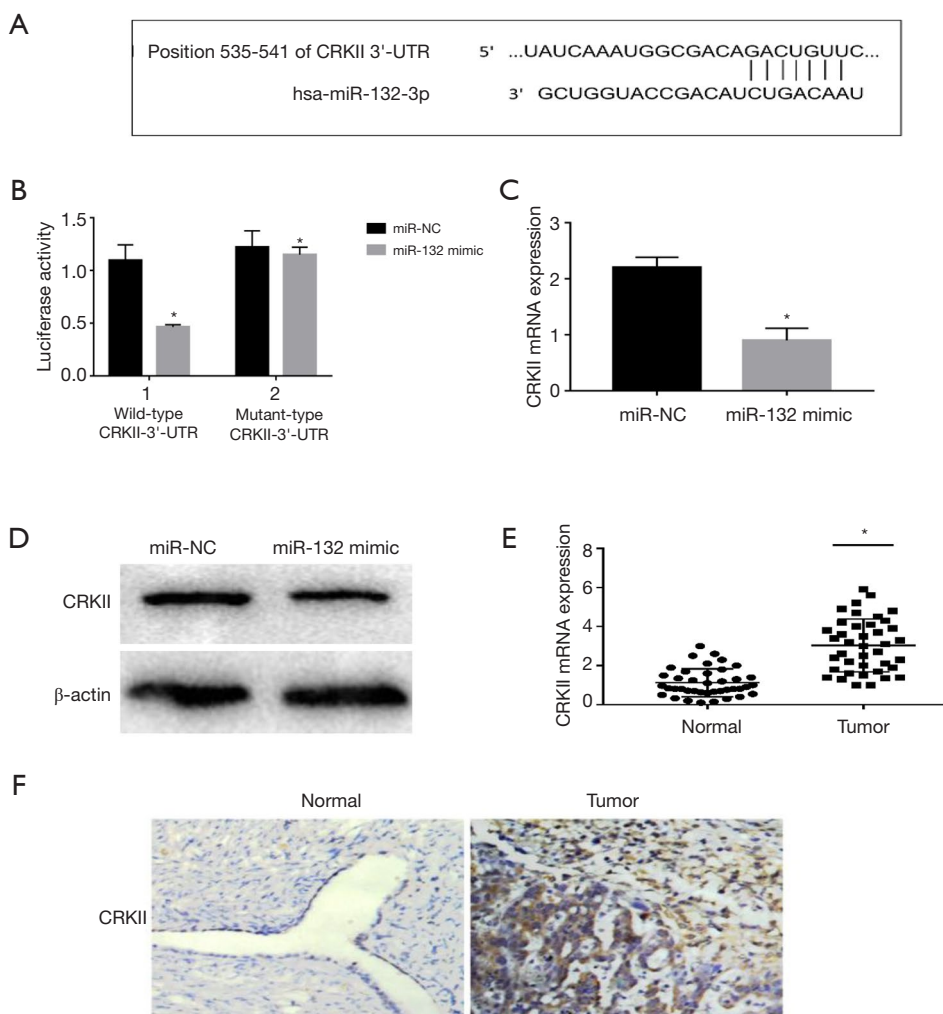 A
Position 535-541 of CRKII 3'-UTR 5' ...UAUCAAAUGGCGACAGACUGUUC...
hsa-miR-132-3p 3' GCUGGUACCGACAUCUGACAAU
B
Luciferase activity
1.5
1.0
0.5
0.0
*
*
miR-NC
miR-132 mimic
1
2
Wild-type
CRKII-3'-UTR
Mutant-type
CRKII-3'-UTR
C
CRKII mRNA expression
3
2
1
0
*
miR-NC
miR-132 mimic
D
miR-NC
miR-132 mimic
CRKII
β-actin
E
CRKII mRNA expression
8
6
4
2
0
*
Normal
Tumor
F
Normal
Tumor
CRKII